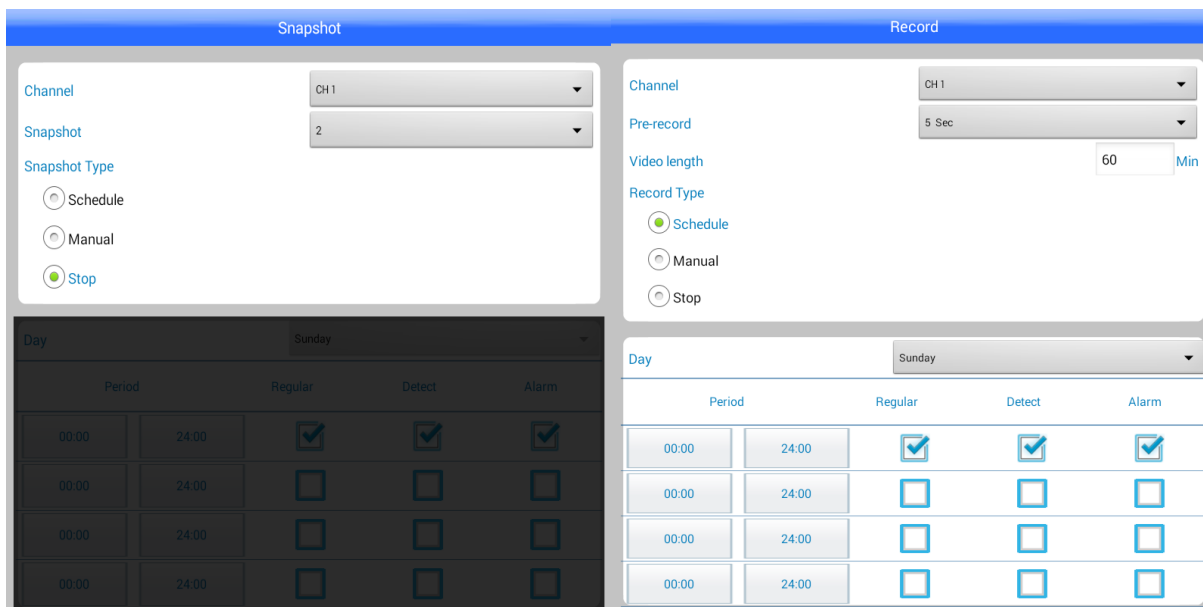 Snapshot
Channel
CH 1
Snapshot
2
Snapshot Type
Schedule
Manual
Stop
Day
Sunday
Period Regular Detect Alarm
00:00 24:00
00:00 24:00
00:00 24:00
00:00 24:00
Record
Channel
CH 1
Pre-record
5 Sec
Video length
60 Min
Record Type
Schedule
Manual
Stop
Day
Sunday
Period Regular Detect Alarm
00:00 24:00
00:00 24:00
00:00 24:00
00:00 24:00